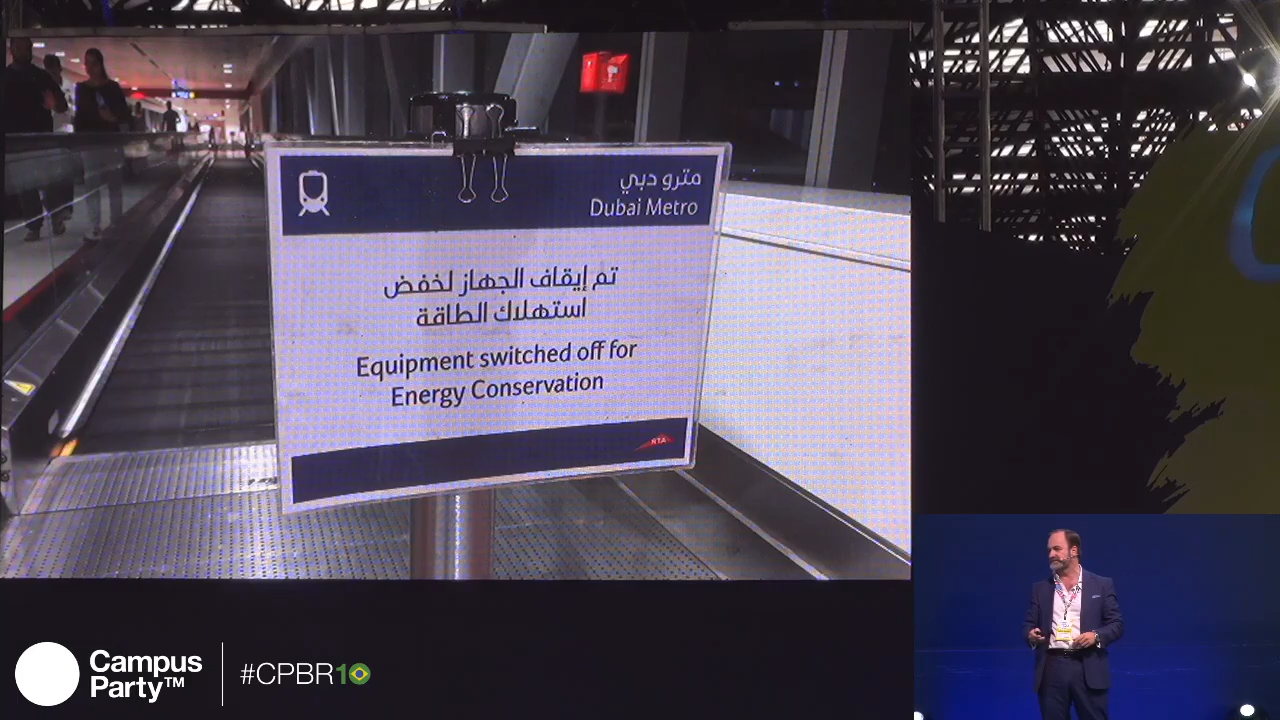 مترو دبي
Dubai Metro
تم إيقاف الجهاز لخفض
استهلاك الطاقة
Equipment switched off for
Energy Conservation
RTA
Campus
Party™
#CPBR10